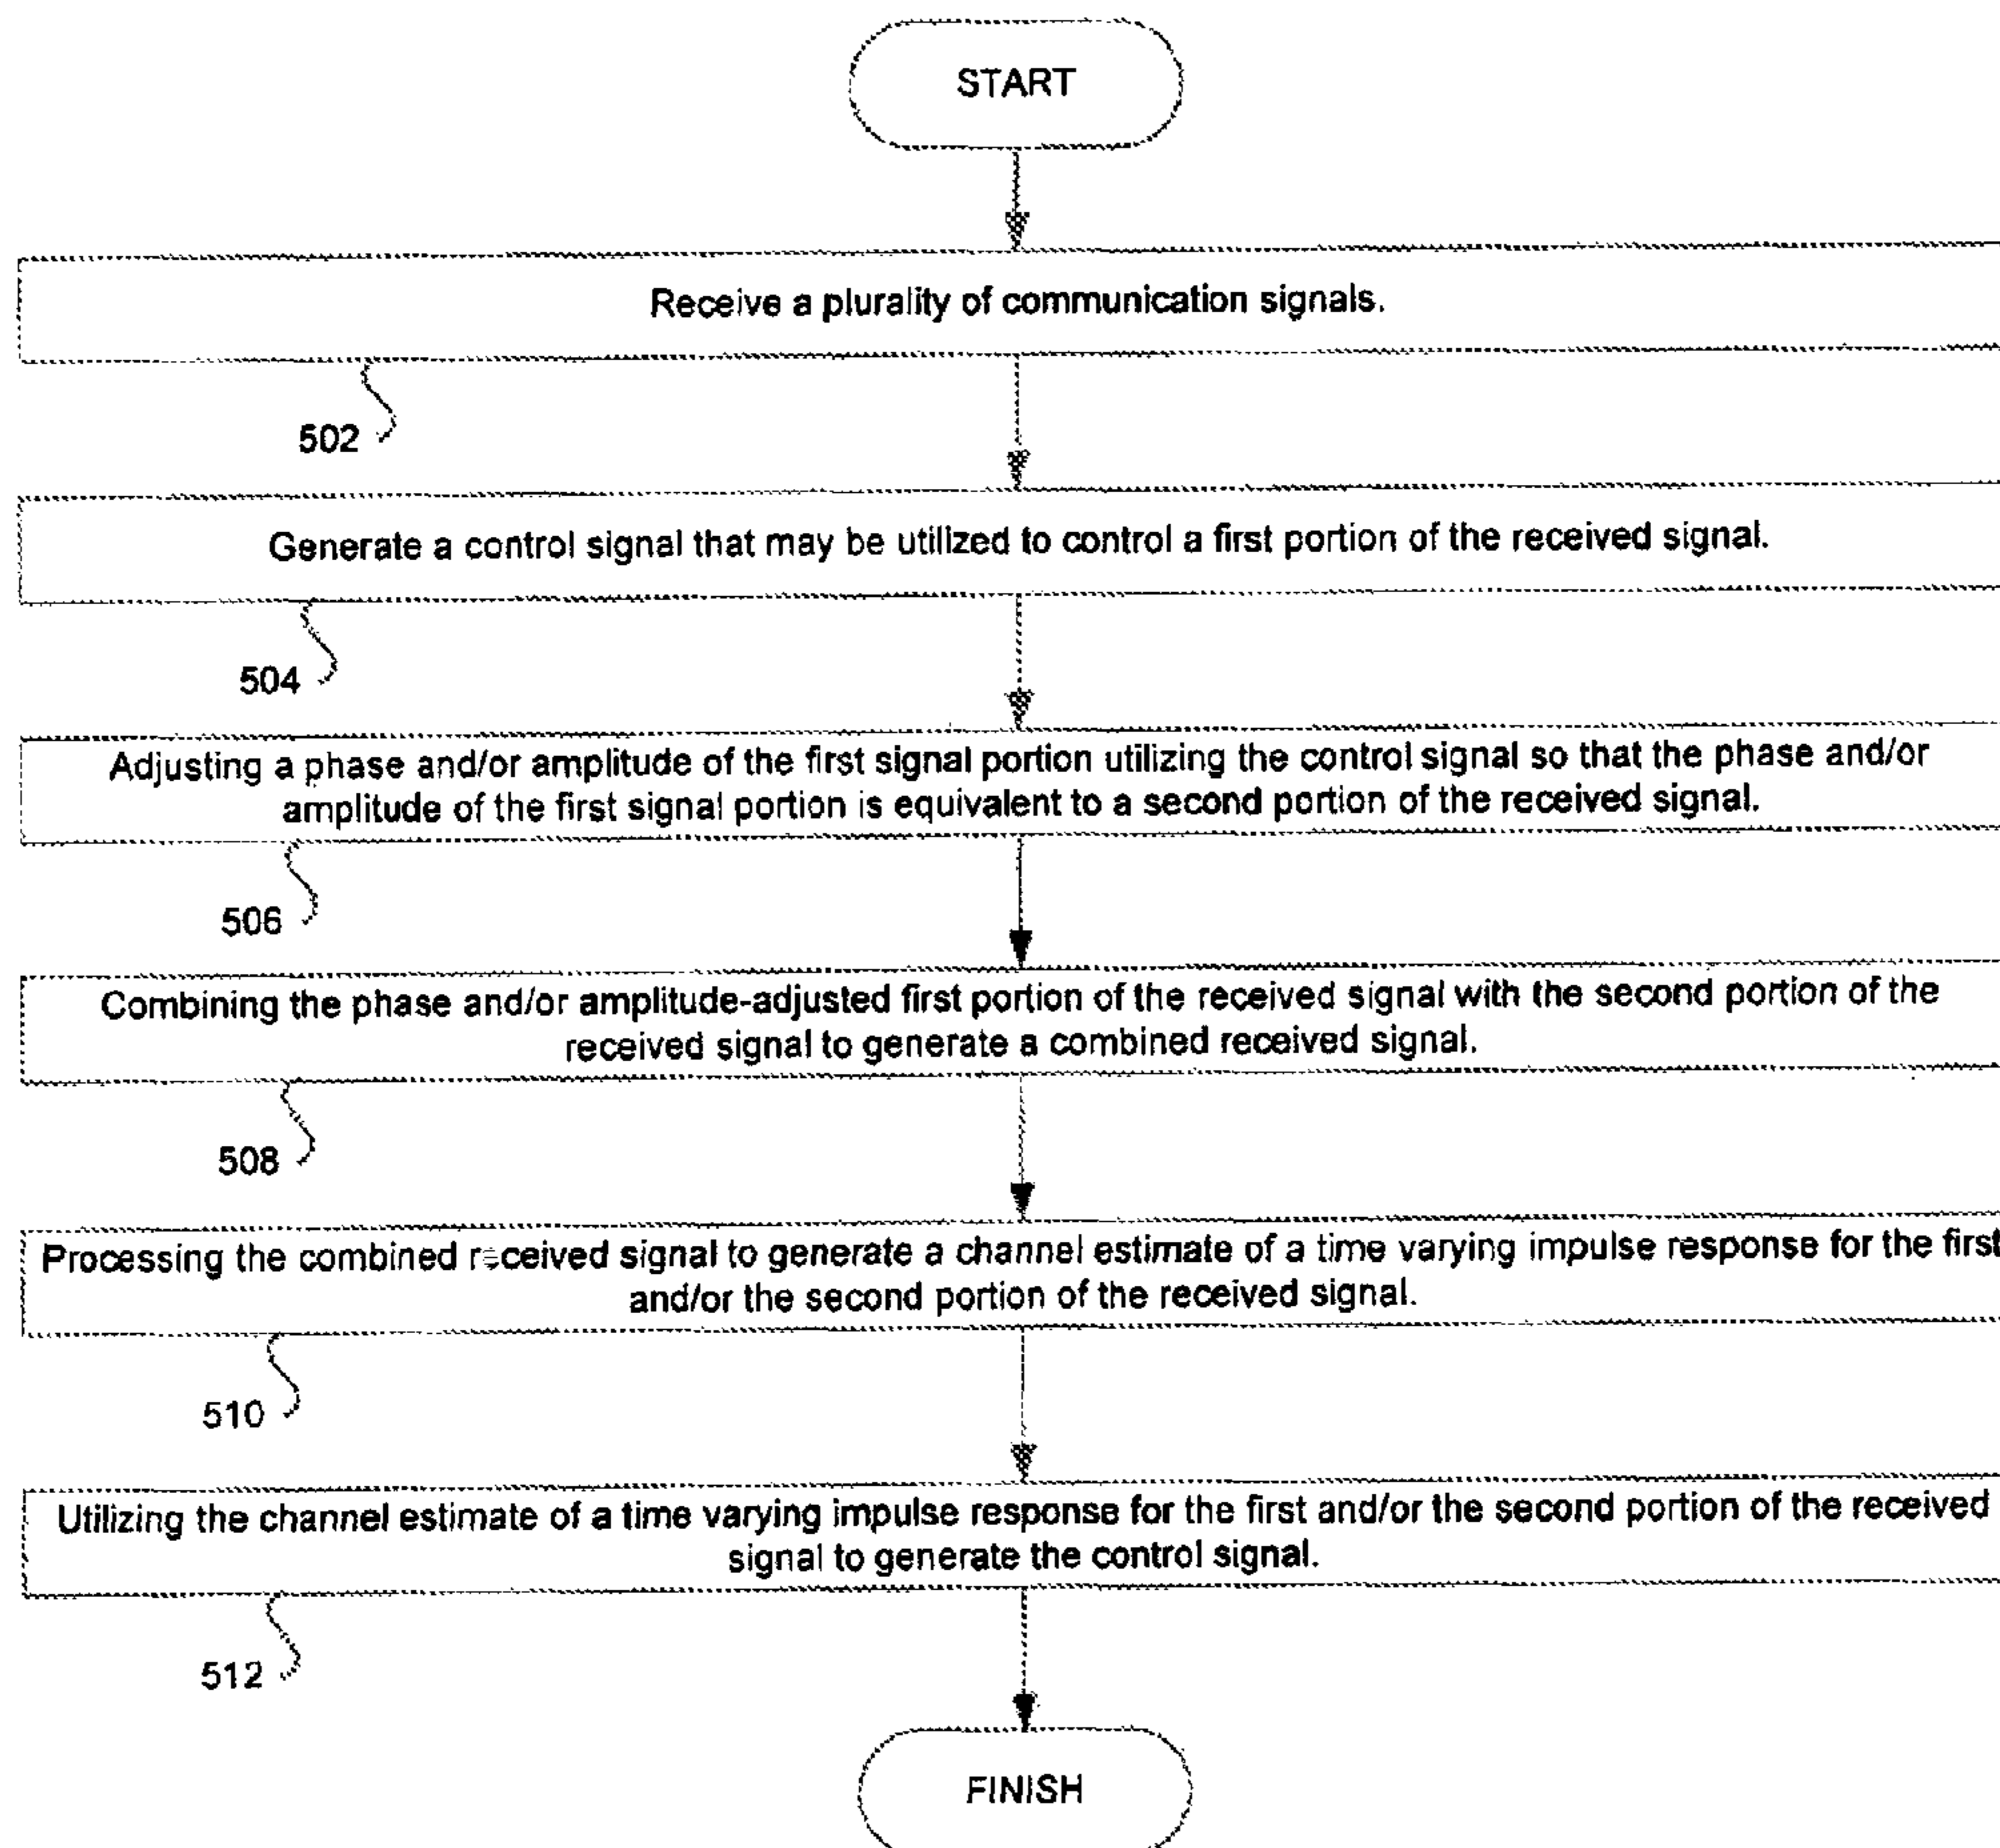 START
Receive a plurality of communication signals.
502
Generate a control signal that may be utilized to control a first portion of the received signal.
504
Adjusting a phase and/or amplitude of the first signal portion utilizing the control signal so that the phase and/or
amplitude of the first signal portion is equivalent to a second portion of the received signal.
506
Combining the phase and/or amplitude-adjusted first portion of the received signal with the second portion of the
received signal to generate a combined received signal.
508
Processing the combined received signal to generate a channel estimate of a time varying impulse response for the first
and/or the second portion of the received signal.
510
Utilizing the channel estimate of a time varying impulse response for the first and/or the second portion of the received
signal to generate the control signal.
512
FINISH